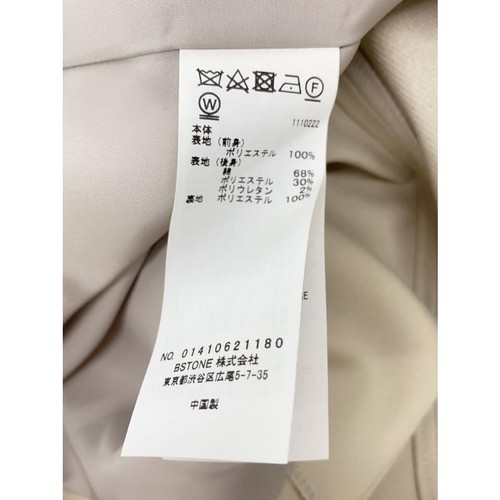 F
W
1110222
本体
表地 (前身)
ポリエステル 100%
表地 (後身)
綿 68%
ポリエステル 30%
ポリウレタン 2%
裏地 ポリエステル 100%
NO. 01410621180
BSTONE 株式会社
東京都渋谷区広尾5-7-35
中国製